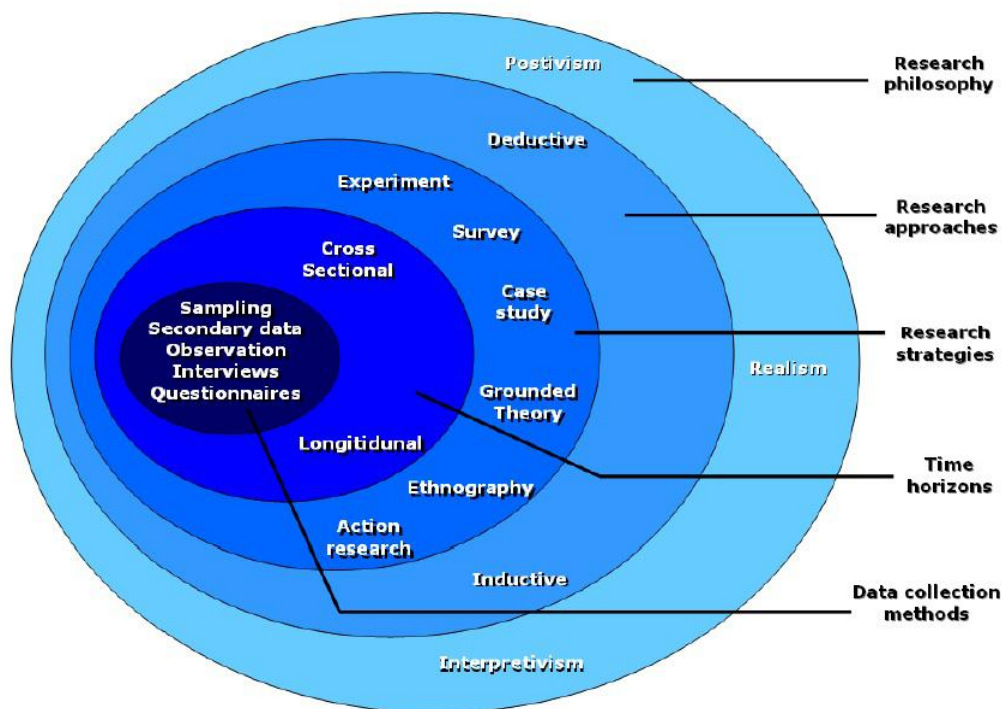 Postivism
Research
philosophy
Deductive
Experiment
Research
approaches
Survey
Cross
Sectional
Case
study
Sampling
Secondary data
Observation
Interviews
Questionnaires
Research
strategies
Realism
Grounded
Theory
Longitidunal
Time
horizons
Ethnography
Action
research
Inductive
Data collection
methods
Interpretivism